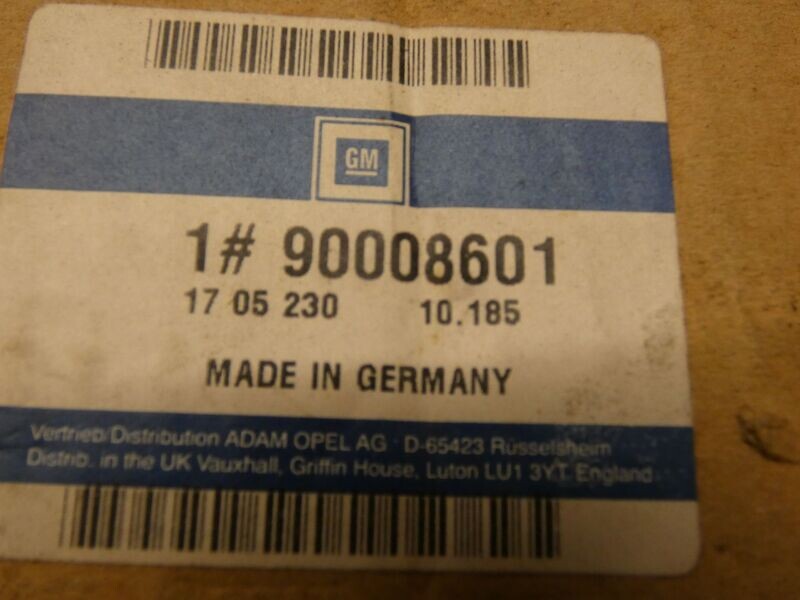 GM
1# 90008601
17 05 230 10.185
MADE IN GERMANY
Vertrieb/Distribution ADAM OPEL AG · D-65423 Rüsselsheim
Distrib. in the UK Vauxhall, Griffin House, Luton LU1 3YT England